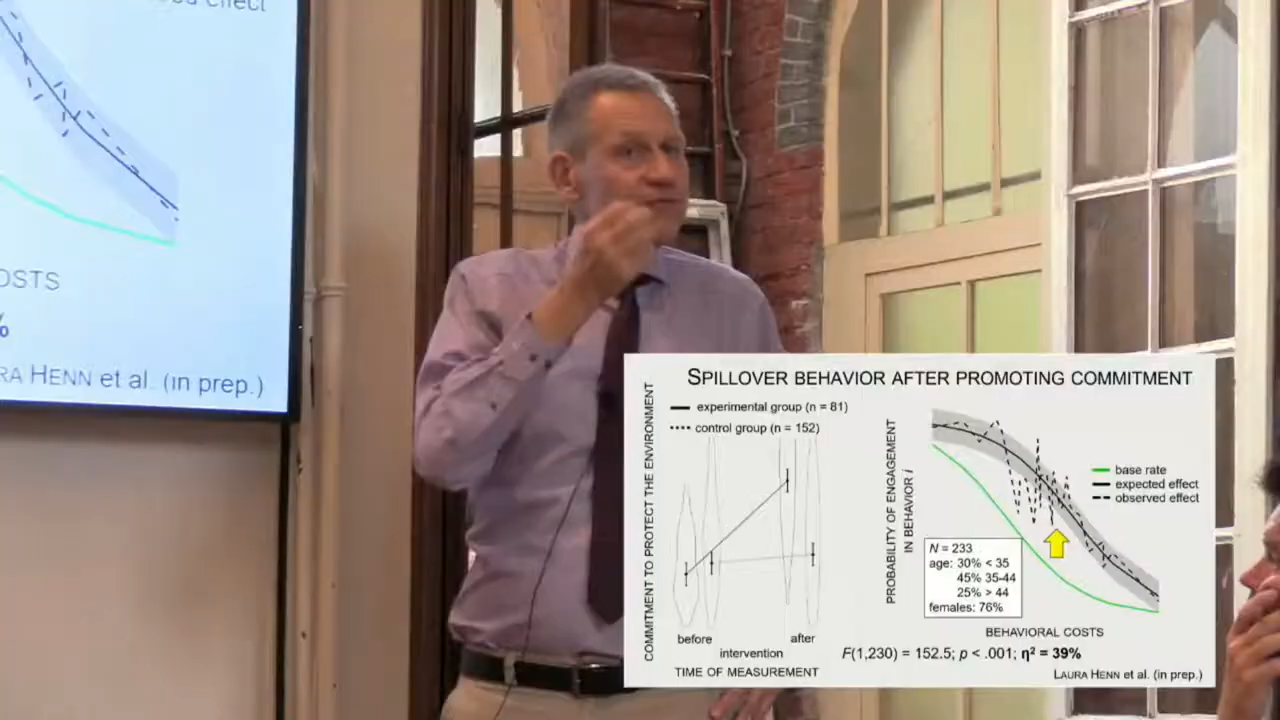 effect
OSTS
%
RA HENN et al. (in prep.)
SPILLOVER BEHAVIOR AFTER PROMOTING COMMITMENT
COMMITMENT TO PROTECT THE ENVIRONMENT
experimental group (n = 81)
control group (n = 152)
before
after
intervention
TIME OF MEASUREMENT
PROBABILITY OF ENGAGEMENT
IN BEHAVIOR i
base rate
expected effect
observed effect
N = 233
age: 30% < 35
45% 35-44
25% > 44
females: 76%
BEHAVIORAL COSTS
F(1,230) = 152.5; p < .001; η² = 39%
LAURA HENN et al. (in prep.)